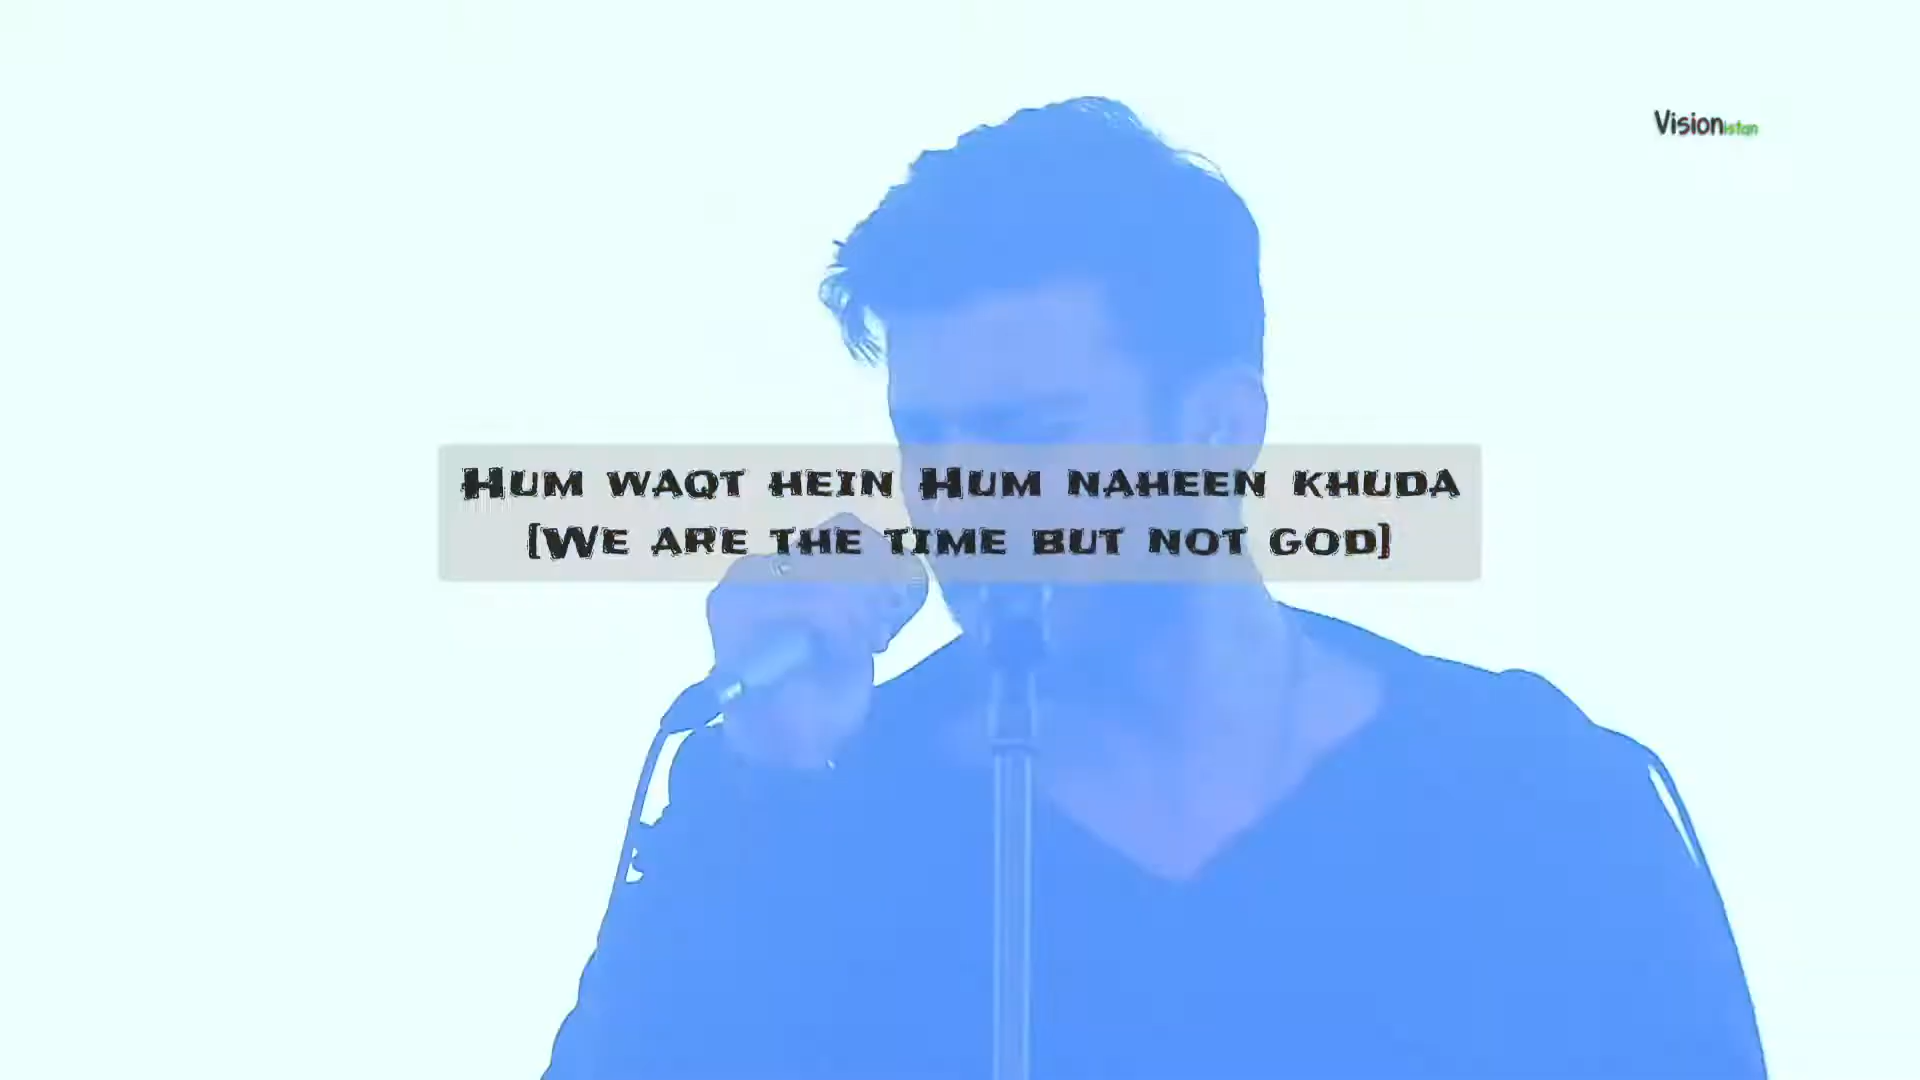 Visionistan
Hum waqt hein Hum naheen khuda
[We are the time but not god]